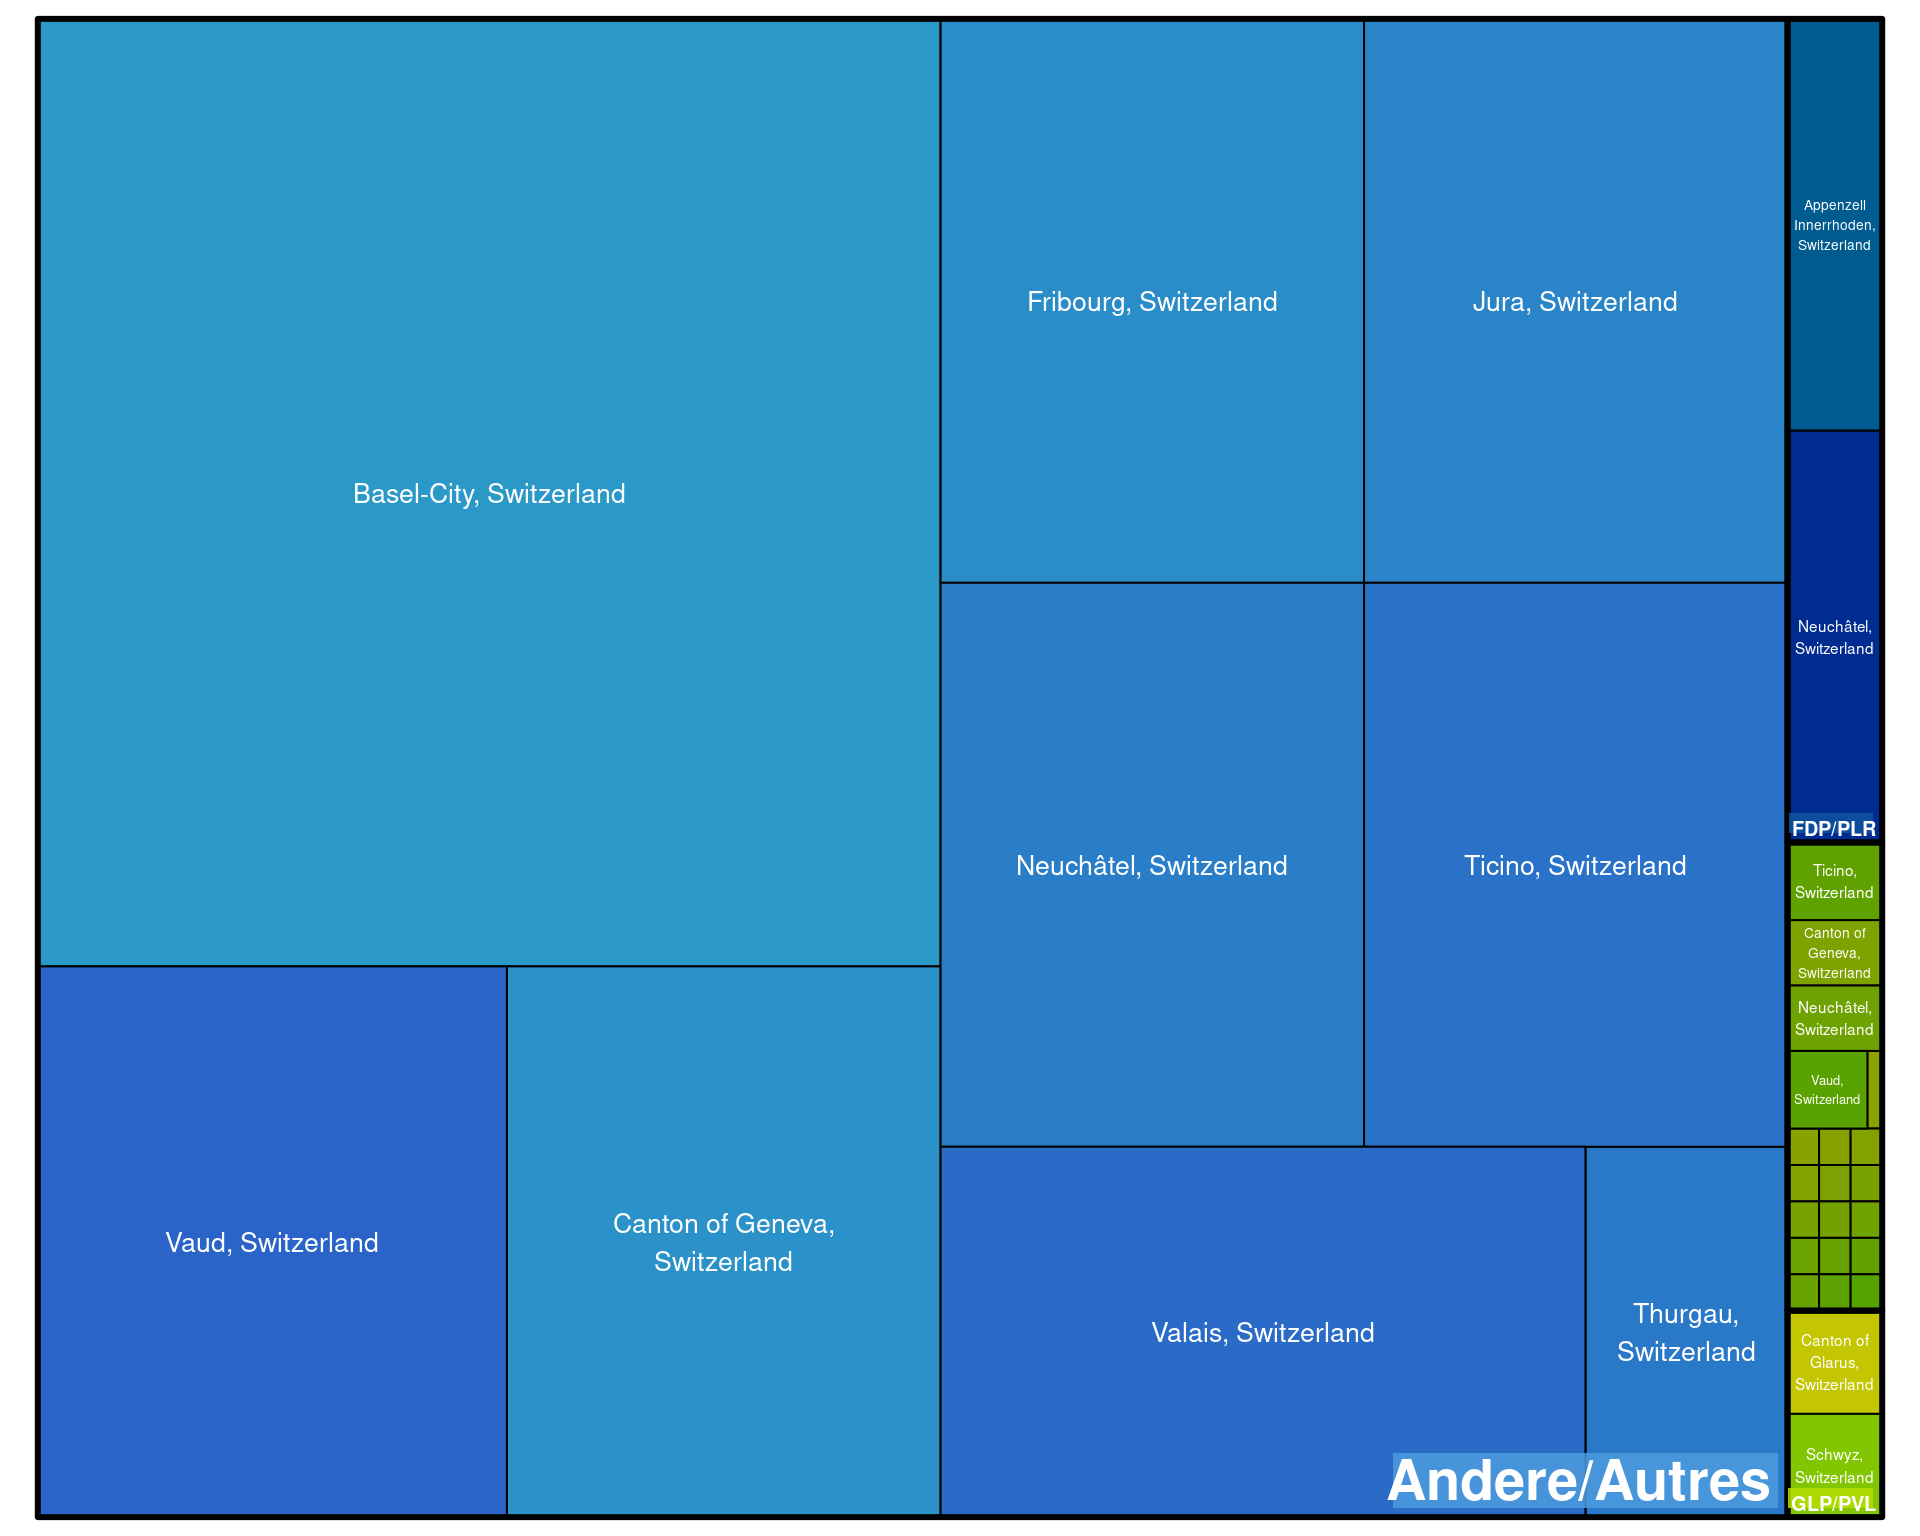 Basel-City, Switzerland
Fribourg, Switzerland
Jura, Switzerland
Neuchâtel, Switzerland
Ticino, Switzerland
Vaud, Switzerland
Canton of Geneva,
Switzerland
Valais, Switzerland
Thurgau,
Switzerland
Andere/Autres
Appenzell
Innerrhoden,
Switzerland
Neuchâtel,
Switzerland
FDP/PLR
Ticino,
Switzerland
Canton of
Geneva,
Switzerland
Neuchâtel,
Switzerland
Vaud,
Switzerland
Canton of
Glarus,
Switzerland
Schwyz,
Switzerland
GLP/PVL